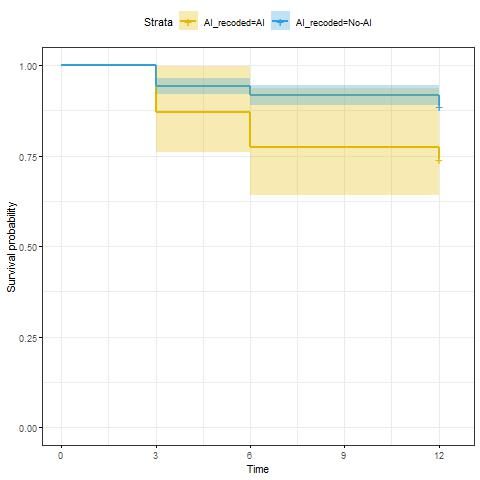 Strata AI_recoded=AI AI_recoded=No-AI
1.00
0.75
0.50
0.25
0.00
Survival probability
0 3 6 9 12
Time